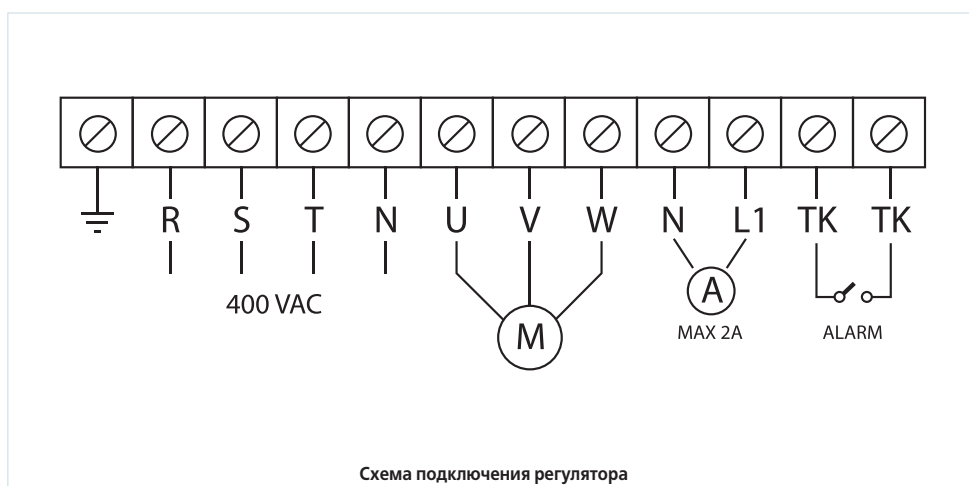 R S T N U V W N L1 TK TK
400 VAC
M
A
MAX 2A
ALARM
Схема подключения регулятора